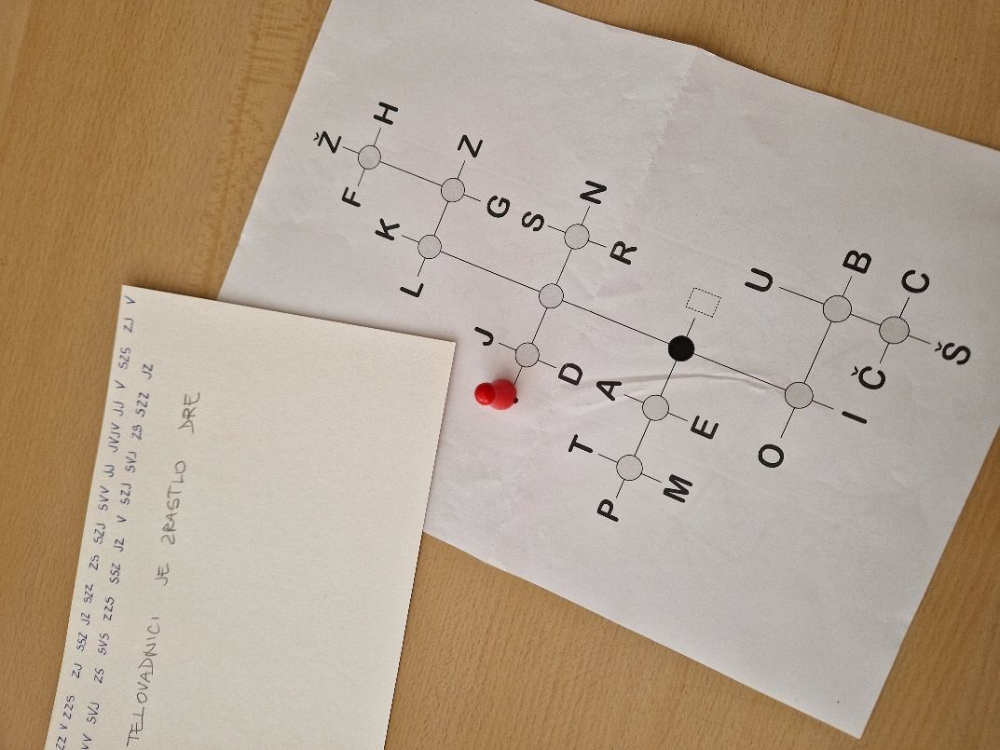 ZZ V ZZS ZJ SSZ JZ SZZ ZS SZJ SVV JJ JVJV JJ V SZS ZJ V
VV SVJ ZS SVS ZZS SSZ JZ V SZJ SVJ ZS SZZ JZ
TELOVADNICI JE ZRASTLO DRE
Ž
F H
K
L Z
G
J S
N
D R
T A
P
M E U
O B
I Č C
Š